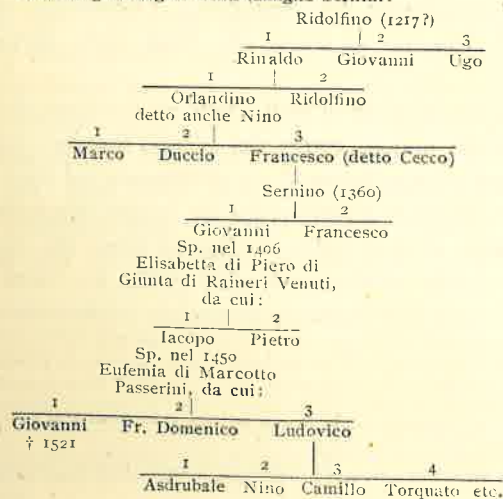 Ridolfino (1217?)
1 2 3
Rinaldo Giovanni Ugo
1 2
Orlandino Ridolfino
detto anche Nino
1 2 3
Marco Duccio Francesco (detto Cecco)
Sernino (1360)
1 2
Giovanni Francesco
Sp. nel 1406
Elisabetta di Piero di
Giunta di Raineri Venuti,
da cui:
1 2
Iacopo Pietro
Sp. nel 1450
Eufemia di Marcotto
Passerini, da cui:
1 2 3
Giovanni Fr. Domenico Ludovico
† 1521
1 2 3 4
Asdrubale Nino Camillo Torquato etc.